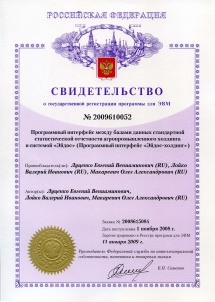 РОССИЙСКАЯ ФЕДЕРАЦИЯ
СВИДЕТЕЛЬСТВО
о государственной регистрации программы для ЭВМ
№ 2009610052
Программный интерфейс между базами данных стандартной
статистической отчетности агропромышленного холдинга
и системой «Эйдос» (Программный интерфейс «Эйдос-холдинг»)
Правообладатель(ли): Луценко Евгений Вениаминович (RU), Лойко
Валерий Иванович (RU), Макаревич Олег Александрович (RU)
Автор(ы): Луценко Евгений Вениаминович,
Лойко Валерий Иванович, Макаревич Олег Александрович (RU)
Заявка № 2008615084
Дата поступления 1 ноября 2008 г.
Зарегистрировано в Реестре программ для ЭВМ
11 января 2009 г.
Руководитель Федеральной службы по интеллектуальной
собственности, патентам и товарным знакам
Б.П. Симонов